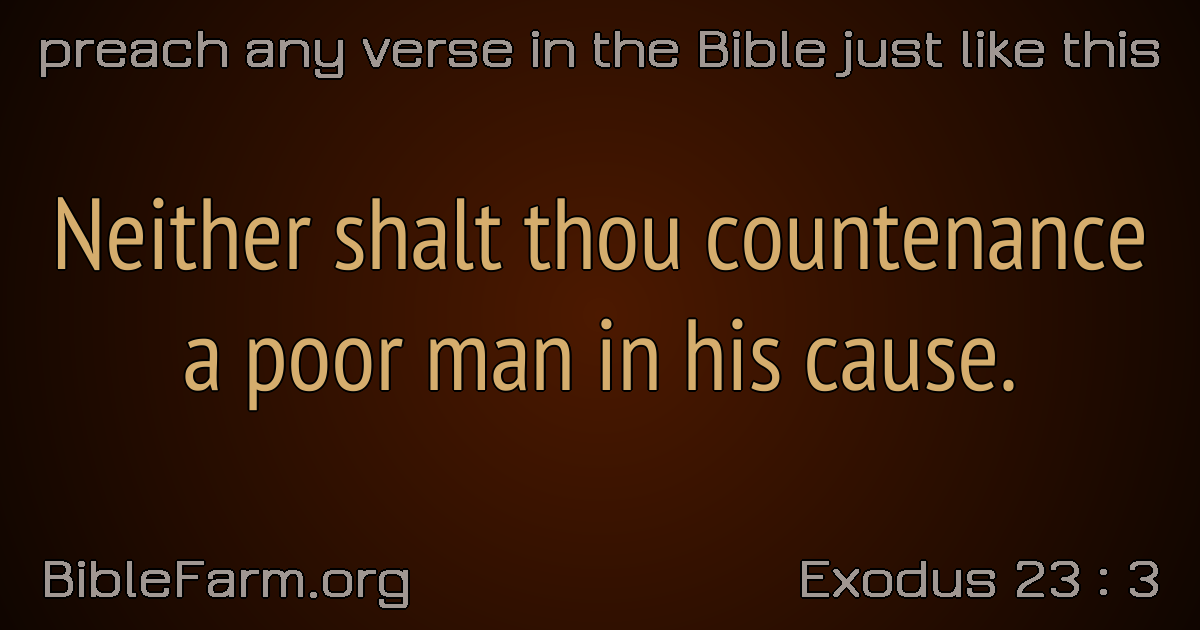 preach any verse in the Bible just like this
Neither shalt thou countenance
a poor man in his cause.
BibleFarm.org
Exodus 23 : 3